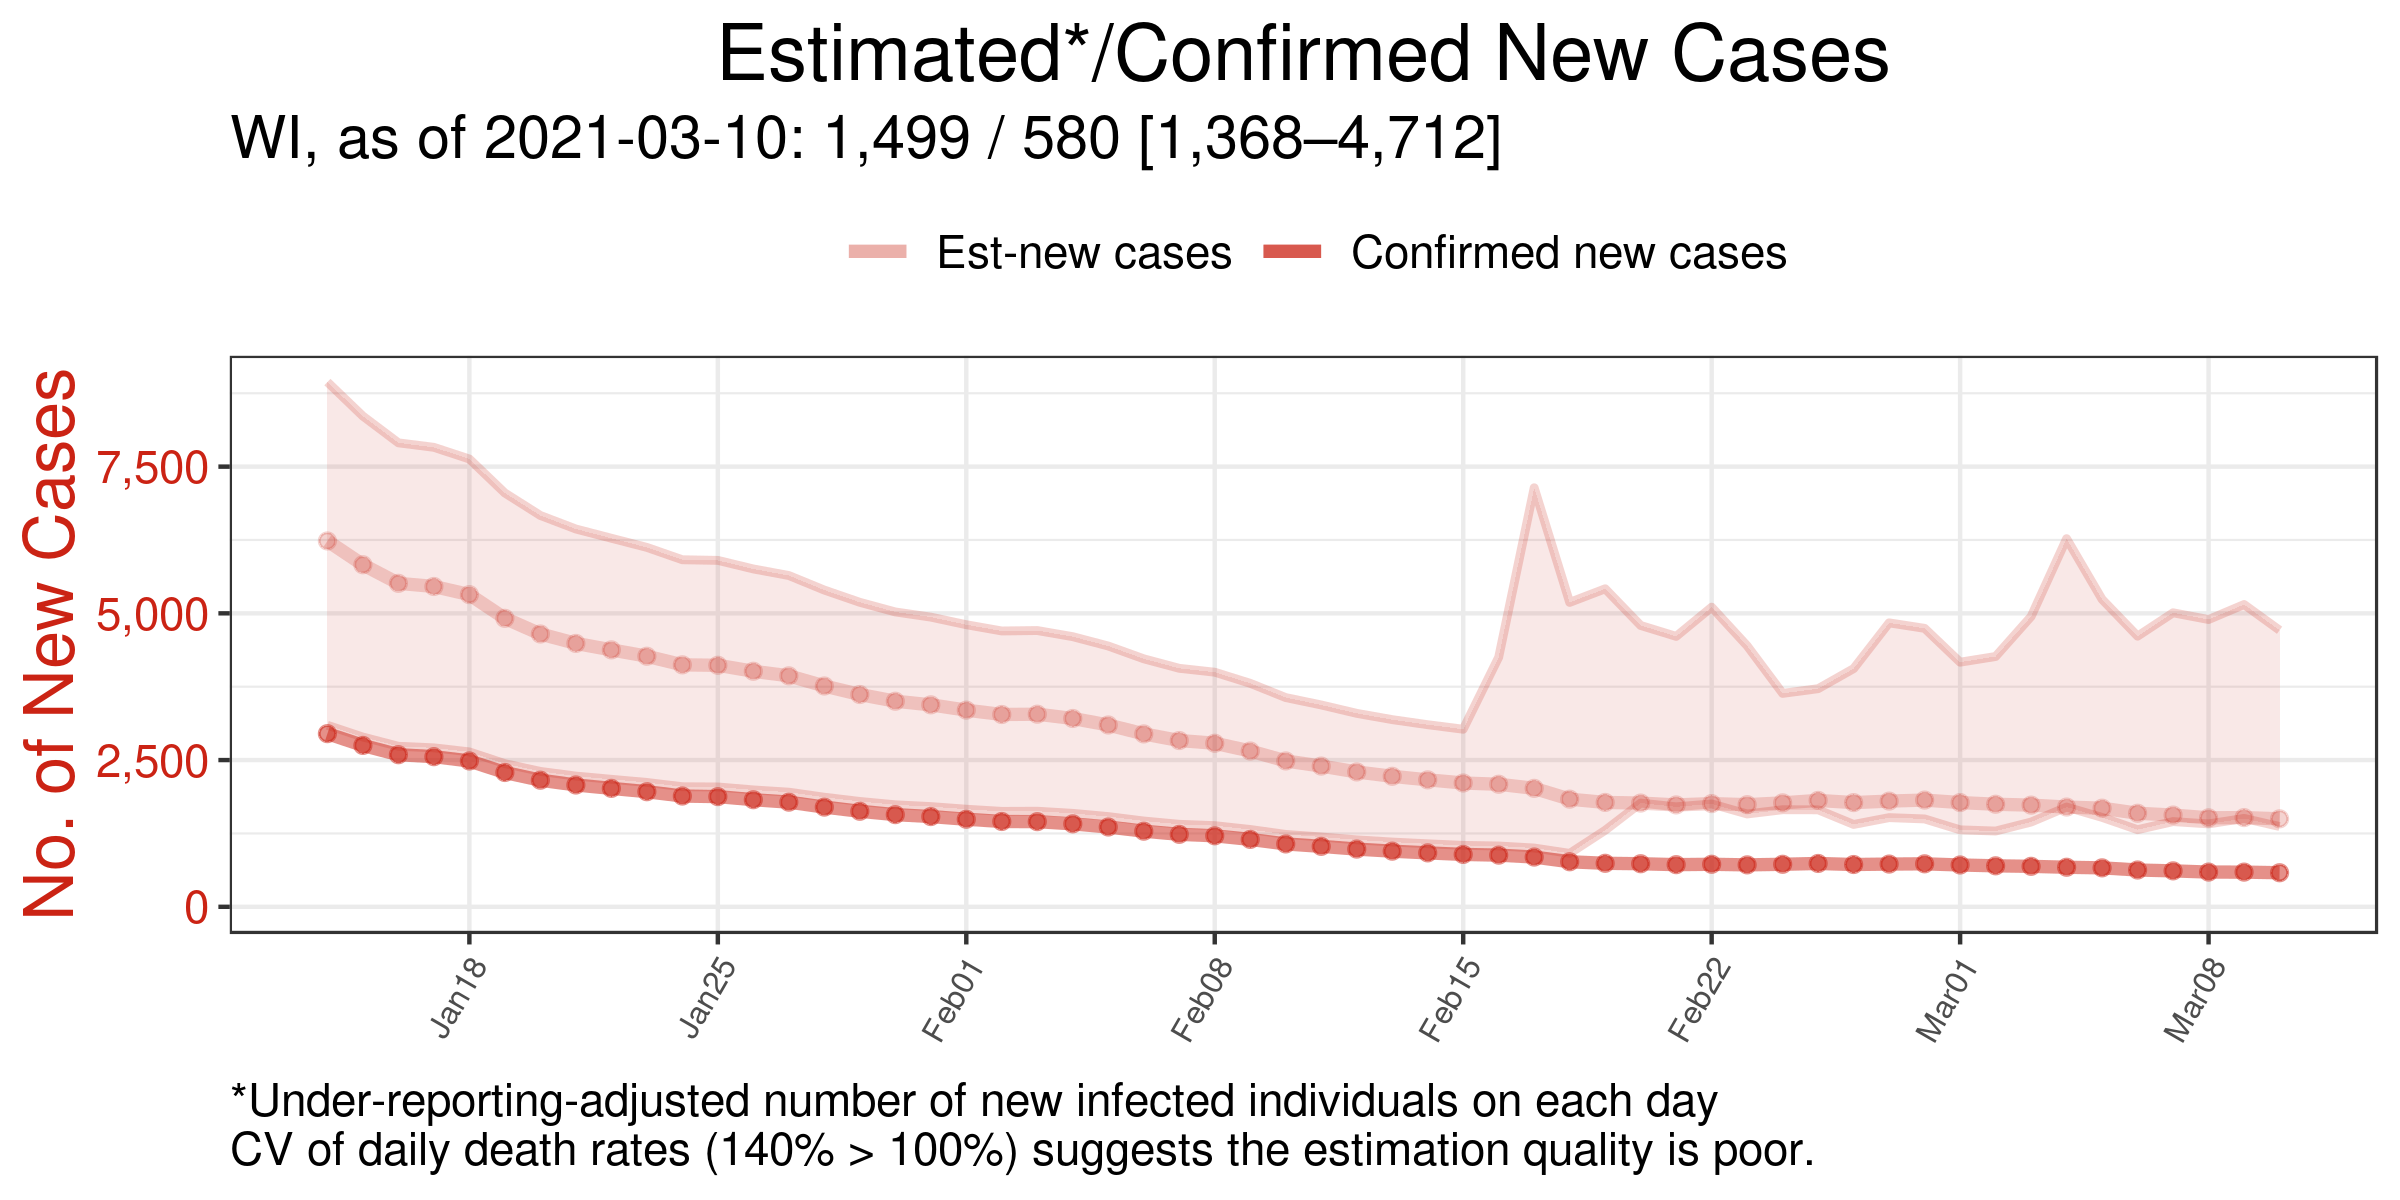 Estimated*/Confirmed New Cases
WI, as of 2021-03-10: 1,499 / 580 [1,368–4,712]
Est-new cases
Confirmed new cases
No. of New Cases
7,500
5,000
2,500
0
Jan18
Jan25
Feb01
Feb08
Feb15
Feb22
Mar01
Mar08
*Under-reporting-adjusted number of new infected individuals on each day
CV of daily death rates (140% > 100%) suggests the estimation quality is poor.